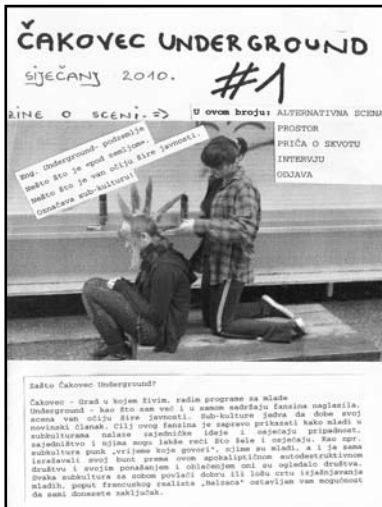 ČAKOVEC UNDERGROUND
SIJEČANJ 2010.
#1
ZINE O SCENI =>
U ovom broju: ALTERNATIVNA SCENA
PROSTOR
PRIČA O SKVOTU
INTERVJU
ODJAVA
Eng. Underground- podzemlje
Nešto što je «pod zemljom».
Nešto što je van očiju šire javnosti.
Označava sub-kulturu!
Zašto Čakovec Underground?
Čakovec - Grad u kojem živim, radim programe za mlade
Underground - kao što sam već i u samom sadržaju fanzina naglasila,
scena van očiju šire javnosti. Sub-kulture jedva da dobe svoj
novinski članak. Cilj ovog fanzina je zapravo prikazati kako mladi u
subkulturama nalaze zajedničke ideje i osjećaju pripadnost,
zajedništvo i njima mogu lakše reći što žele i osjećaju. Kao npr.
subkultura punk „vrijeme koje govori", njime su mladi, a i ja sama
izražavali svoj bunt prema ovom apokaliptičnom autodestruktivnom
društvu i svojim ponašanjem i oblačenjem oni su ogledalo društva.
Svaka subkultura sa sobom povlači dobru ili lošu crtu izjašnjavanja
mladih, poput francuskog realiste „Balzaca" ostavljam vam mogućnost
da sami donesete zaključak.